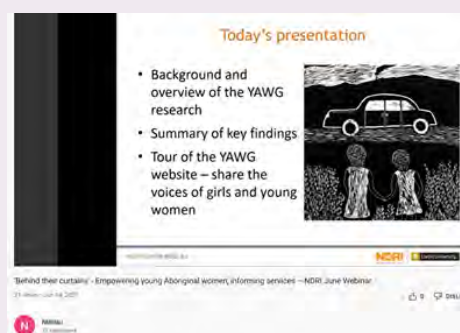 Today's presentation
• Background and
overview of the YAWG
research
• Summary of key findings
• Tour of the YAWG
website – share the
voices of girls and young
women
NDRI
Curtin University
'Behind their curtains' - Empowering young Aboriginal women, informing services – NDRI June Webinar
0
N